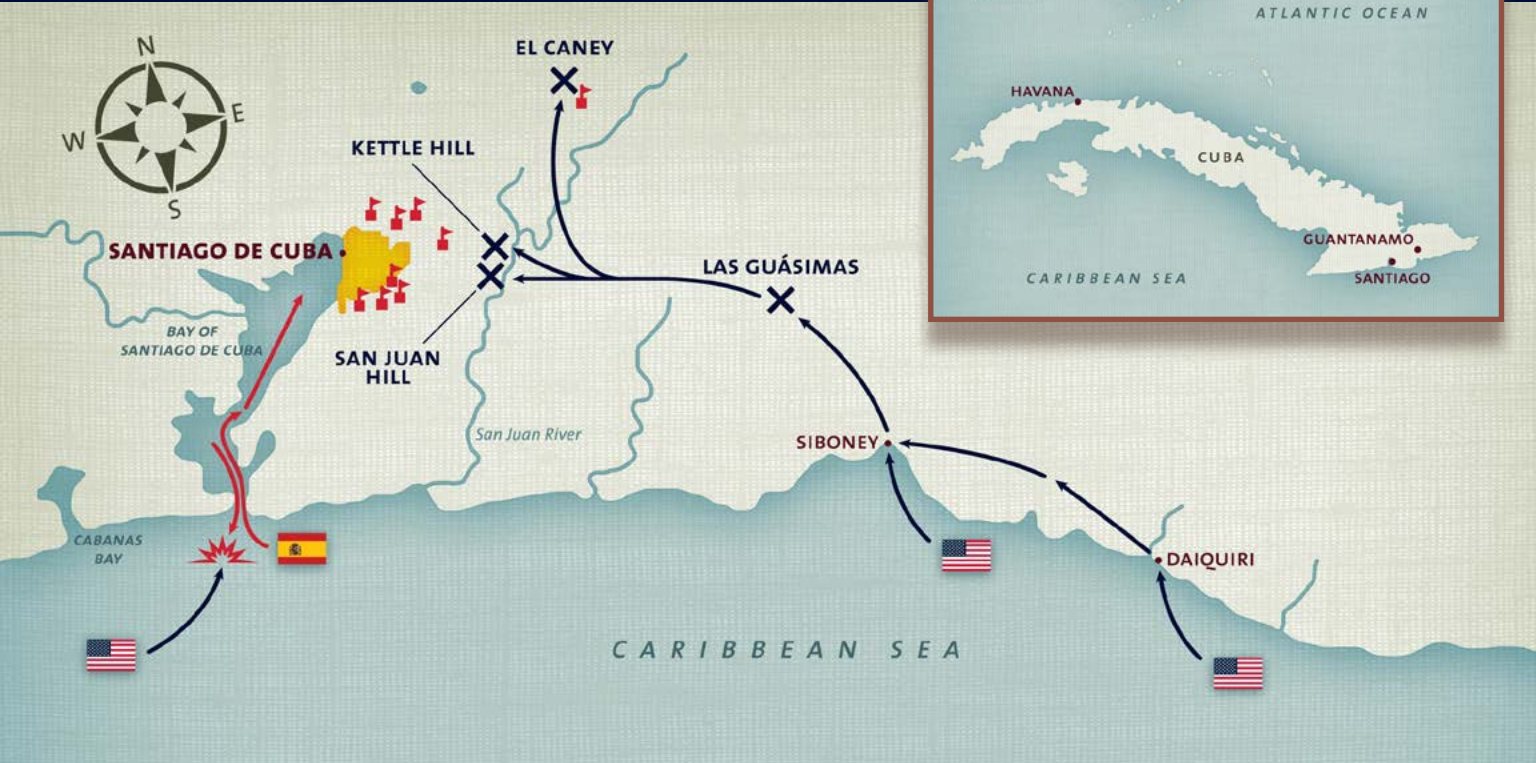 N
E
W
S
EL CANEY
KETTLE HILL
SANTIAGO DE CUBA
LAS GUÁSIMAS
BAY OF
SANTIAGO DE CUBA
SAN JUAN
HILL
San Juan River
SIBONEY
CABANAS
BAY
DAIQUIRI
CARIBBEAN SEA
ATLANTIC OCEAN
HAVANA
CUBA
GUANTANAMO
CARIBBEAN SEA
SANTIAGO